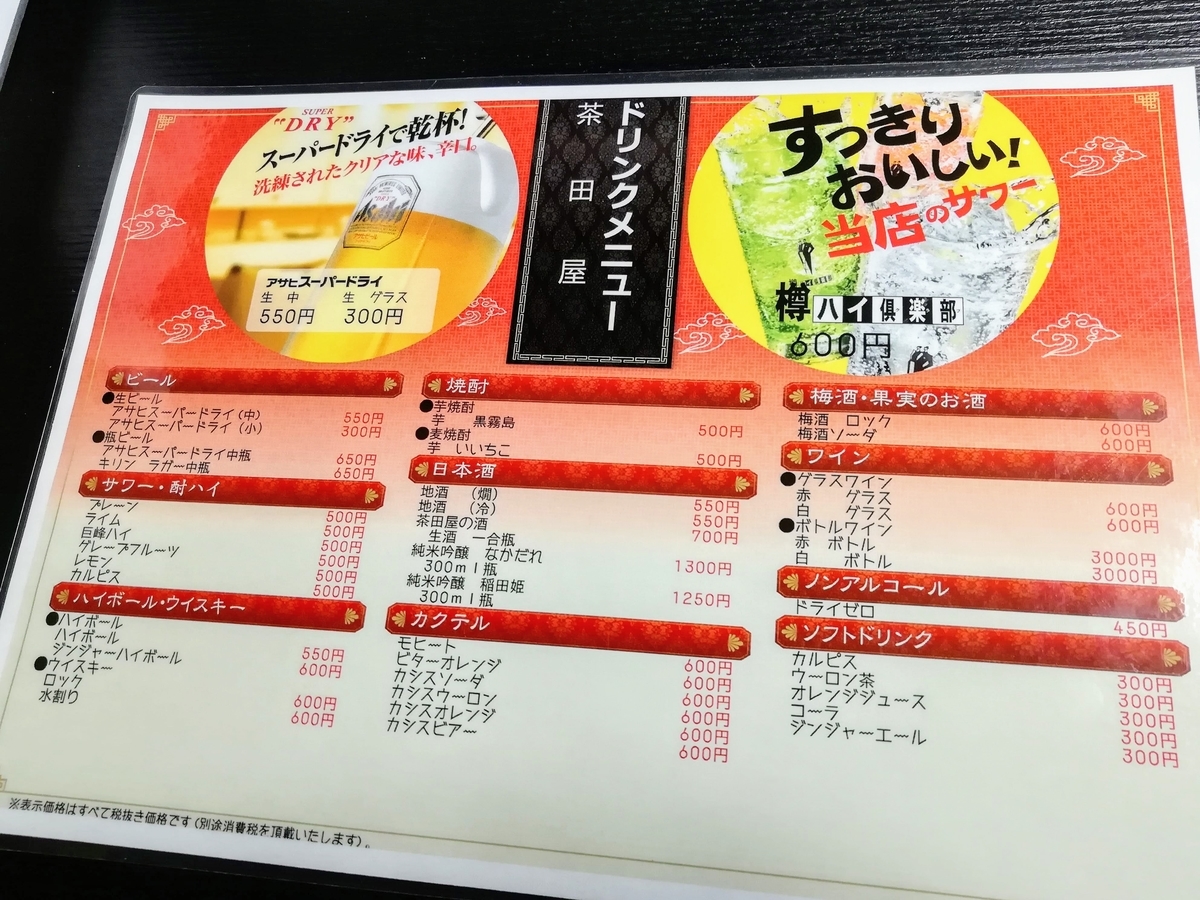 SUPER
"DRY"
スーパードライで乾杯!
洗練されたクリアな味、辛口。
アサヒスーパードライ
生 中 生 グラス
550円 300円
ドリンクメニュー
茶田屋
すっきり
おいしい!
当店のサワー
樽ハイ倶楽部
600円
ビール
●生ビール
アサヒスーパードライ(中) 550円
アサヒスーパードライ(小) 300円
●瓶ビール
アサヒスーパードライ中瓶 650円
キリン ラガー中瓶 650円
サワー・酎ハイ
プレーン 500円
ライム 500円
巨峰ハイ 500円
グレープフルーツ 500円
レモン 500円
カルピス 500円
ハイボール・ウイスキー
●ハイボール
ハイボール 550円
ジンジャーハイボール 600円
●ウイスキー
ロック 600円
水割り 600円
焼酎
●芋焼酎
芋 黒霧島 500円
●麦焼酎
芋 いいちこ 500円
日本酒
地酒 (燗) 550円
地酒 (冷) 550円
茶田屋の酒 700円
生酒 一合瓶
純米吟醸 なかだれ
300ml瓶 1300円
純米吟醸 稲田姫
300ml瓶 1250円
カクテル
モヒート 600円
ビターオレンジ 600円
カシスソーダ 600円
カシスウーロン 600円
カシスオレンジ 600円
カシスビアー 600円
梅酒・果実のお酒
梅酒 ロック 600円
梅酒ソーダ 600円
ワイン
●グラスワイン
赤 グラス 600円
白 グラス 600円
●ボトルワイン
赤 ボトル 3000円
白 ボトル 3000円
ノンアルコール
ドライゼロ 450円
ソフトドリンク
カルピス 300円
ウーロン茶 300円
オレンジジュース 300円
コーラ 300円
ジンジャーエール 300円
※表示価格はすべて税抜き価格です(別途消費税を頂戴いたします)。